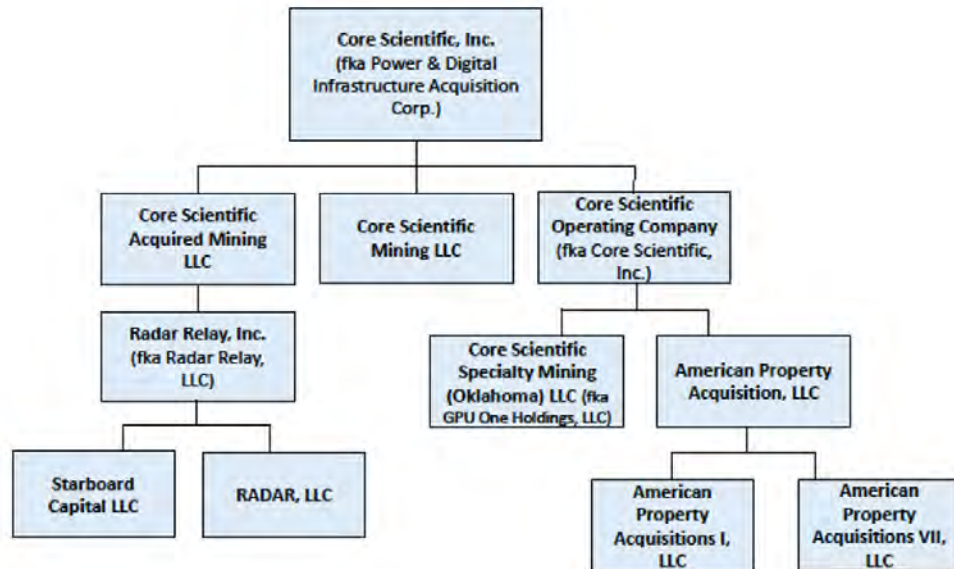 Core Scientific, Inc.
(fka Power & Digital
Infrastructure Acquisition
Corp.)
Core Scientific
Acquired Mining
LLC
Core Scientific
Mining LLC
Core Scientific
Operating Company
(fka Core Scientific,
Inc.)
Radar Relay, Inc.
(fka Radar Relay,
LLC)
Core Scientific
Specialty Mining
(Oklahoma) LLC (fka
GPU One Holdings, LLC)
American Property
Acquisition, LLC
Starboard
Capital LLC
RADAR, LLC
American
Property
Acquisitions I,
LLC
American
Property
Acquisitions VII,
LLC